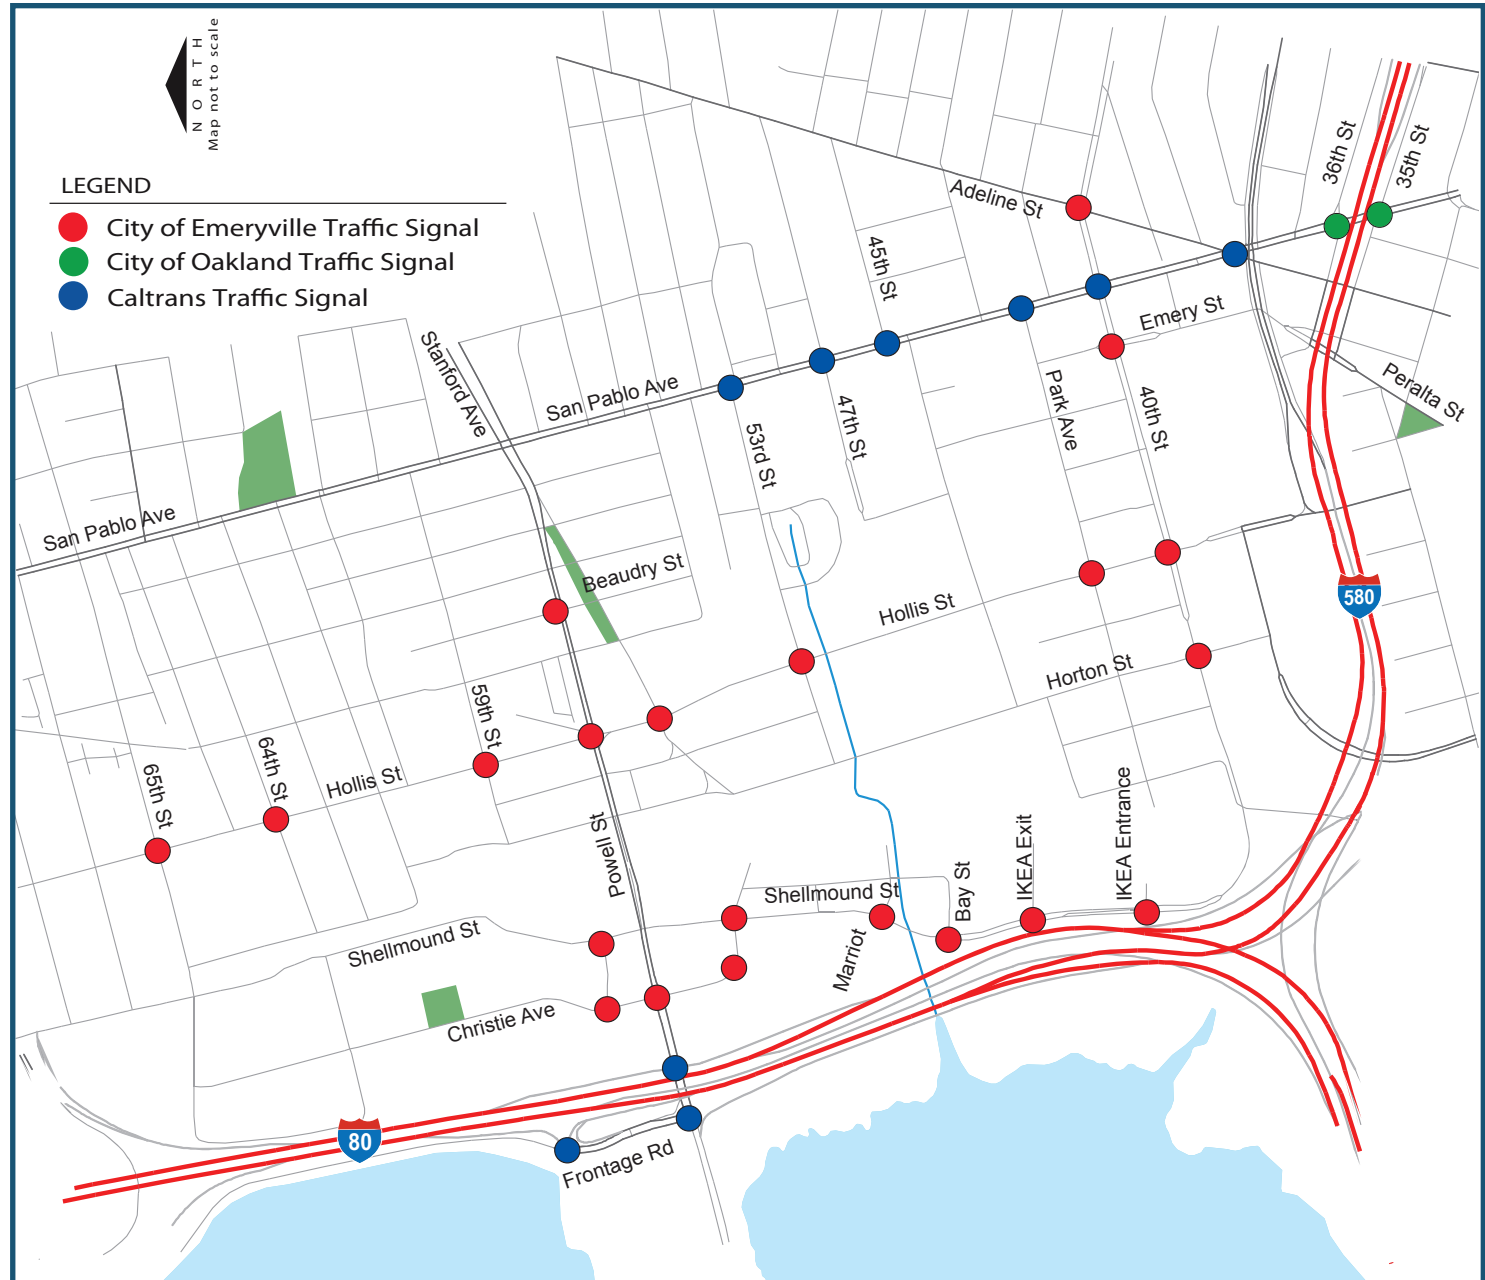 NORTH
Map not to scale
LEGEND
City of Emeryville Traffic Signal
City of Oakland Traffic Signal
Caltrans Traffic Signal
36th St
35th St
Adeline St
45th St
Emery St
Stanford Ave
San Pablo Ave
Peralta St
Park Ave
40th St
47th St
53rd St
San Pablo Ave
Beaudry St
Hollis St
580
Horton St
59th St
64th St
65th St
Hollis St
Powell St
IKEA Exit
IKEA Entrance
Shellmound St
Bay St
Marriot
Shellmound St
Christie Ave
80
Frontage Rd